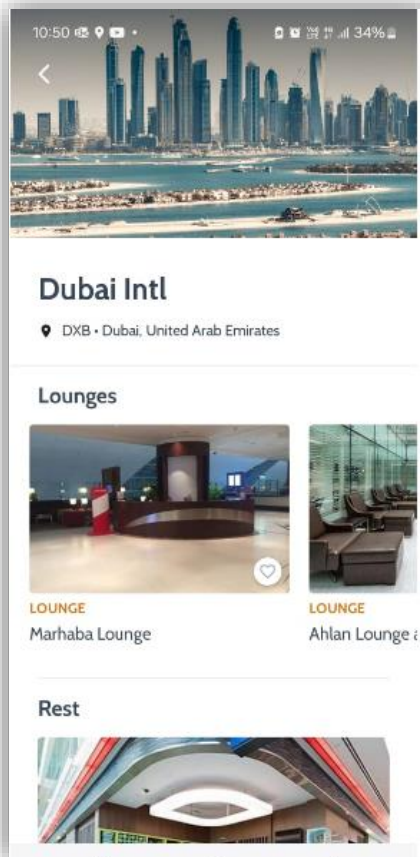 10:50
34%
Dubai Intl
DXB • Dubai, United Arab Emirates
Lounges
LOUNGE
LOUNGE
Marhaba Lounge
Ahlan Lounge
Rest